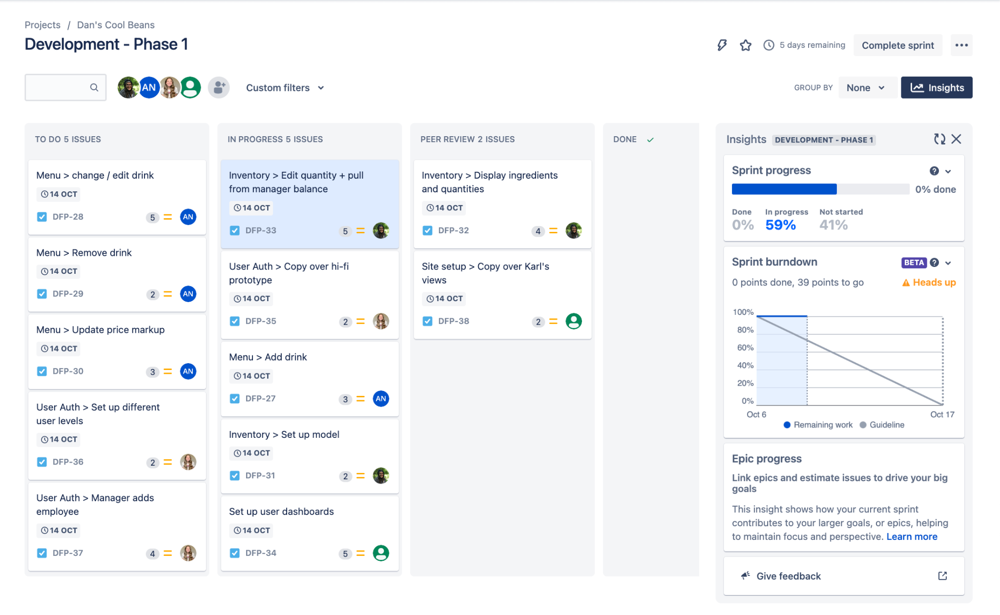 Projects / Dan's Cool Beans
Development - Phase 1
5 days remaining
Complete sprint
AN
Custom filters
GROUP BY
None
Insights
TO DO 5 ISSUES
Menu > change / edit drink
14 OCT
DFP-28
5
AN
Menu > Remove drink
14 OCT
DFP-29
2
AN
Menu > Update price markup
14 OCT
DFP-30
3
AN
User Auth > Set up different
user levels
14 OCT
DFP-36
2
User Auth > Manager adds
employee
14 OCT
DFP-37
4
IN PROGRESS 5 ISSUES
Inventory > Edit quantity + pull
from manager balance
14 OCT
DFP-33
5
User Auth > Copy over hi-fi
prototype
14 OCT
DFP-35
2
Menu > Add drink
14 OCT
DFP-27
3
AN
Inventory > Set up model
14 OCT
DFP-31
2
Set up user dashboards
14 OCT
DFP-34
5
PEER REVIEW 2 ISSUES
Inventory > Display ingredients
and quantities
14 OCT
DFP-32
4
Site setup > Copy over Karl's
views
14 OCT
DFP-38
2
DONE
Insights
DEVELOPMENT - PHASE 1
Sprint progress
0% done
Done
In progress
Not started
0%
59%
41%
Sprint burndown
BETA
0 points done, 39 points to go
Heads up
100%
80%
60%
40%
20%
0%
Oct 6
Oct 17
Remaining work
Guideline
Epic progress
Link epics and estimate issues to drive your big
goals
This insight shows how your current sprint
contributes to your larger goals, or epics, helping
to maintain focus and perspective. Learn more
Give feedback